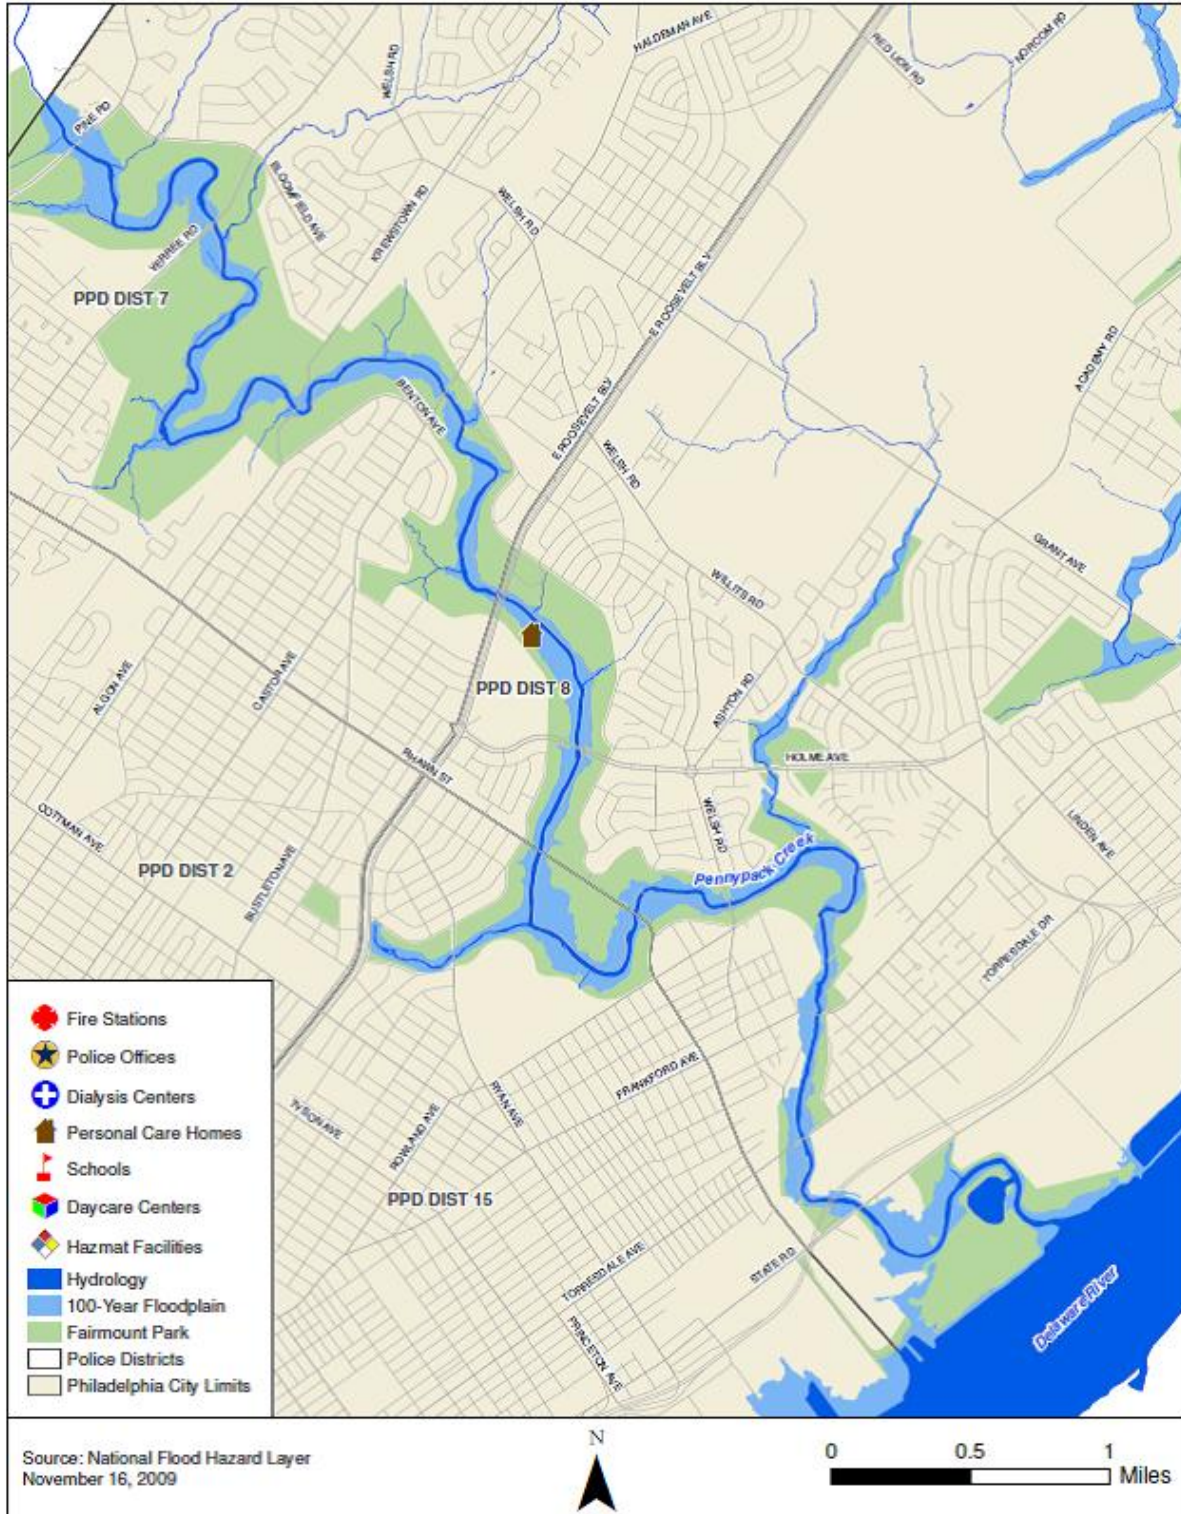 HALDEMAN AVE
RED LION RD
NORCOM RD
WELSH RD
PINE RD
BLOOMFIELD AVE
KREWSTOWN RD
WELSH RD
VERREE RD
E ROOSEVELT BLV
PPD DIST 7
ACADEMY RD
BENTON AVE
E ROOSEVELT BLV
WELSH RD
GRANT AVE
WILLITS RD
ALGON AVE
CASTOR AVE
PPD DIST 8
ASHTON RD
RHAWN ST
HOLME AVE
COTTMAN AVE
WELSH RD
LINDEN AVE
PPD DIST 2
BUSTLETON AVE
Pennypack Creek
TORRESDALE DR
FRANKFORD AVE
TYSON AVE
ROWLAND AVE
RYAN AVE
PPD DIST 15
TORRESDALE AVE
STATE RD
PRINCETON AVE
Delaware River
Fire Stations
Police Offices
Dialysis Centers
Personal Care Homes
Schools
Daycare Centers
Hazmat Facilities
Hydrology
100-Year Floodplain
Fairmount Park
Police Districts
Philadelphia City Limits
Source: National Flood Hazard Layer
November 16, 2009
N
0 0.5 1
Miles